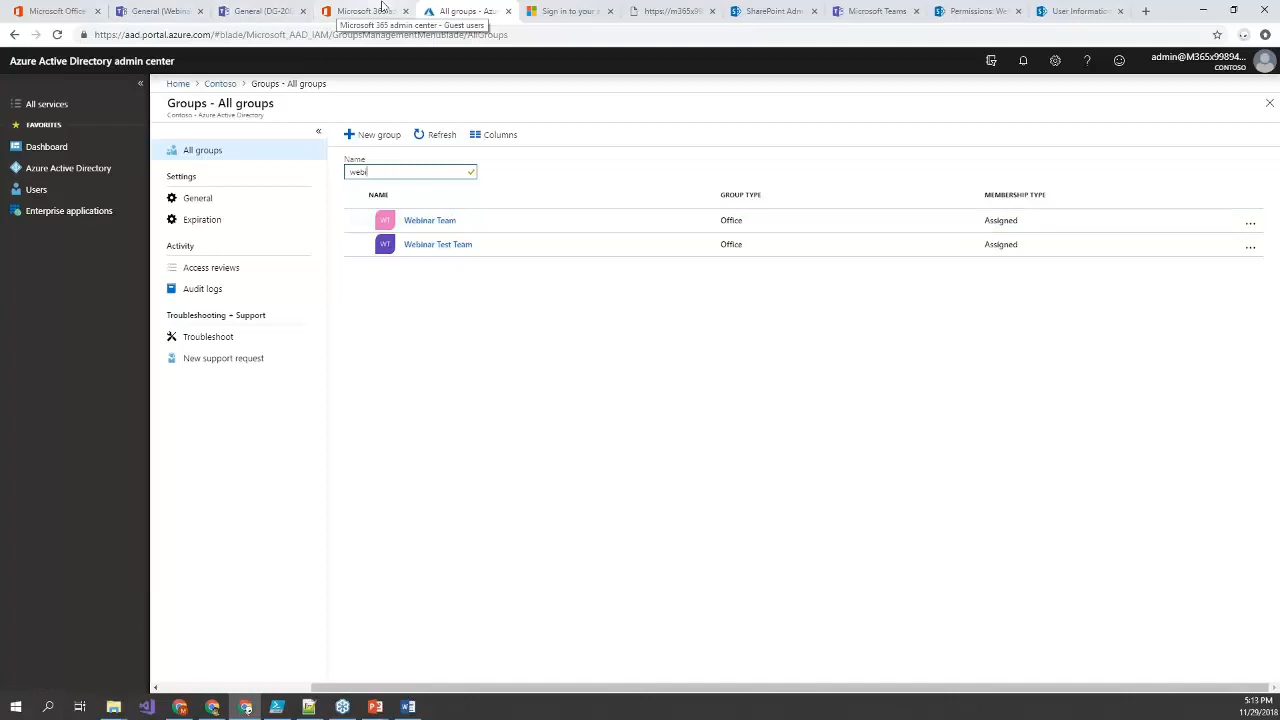 Microsoft Office
General (Webinar
General (DG-20
Microsoft 365 a
All groups - Azur
Sign in to your a
https://m365x99
SharePoint Adm
Microsoft Teams
Permissions: We
User Informatio
Microsoft 365 admin center - Guest users
https://aad.portal.azure.com/#blade/Microsoft_AAD_IAM/GroupsManagementMenuBlade/AllGroups
Azure Active Directory admin center
admin@M365x99894...
CONTOSO
Home > Contoso > Groups - All groups
All services
FAVORITES
Dashboard
Azure Active Directory
Users
Enterprise applications
Groups - All groups
Contoso - Azure Active Directory
All groups
Settings
General
Expiration
Activity
Access reviews
Audit logs
Troubleshooting + Support
Troubleshoot
New support request
New group
Refresh
Columns
Name
webi
NAME GROUP TYPE MEMBERSHIP TYPE
WT Webinar Team Office Assigned ...
WT Webinar Test Team Office Assigned ...
5:13 PM
11/29/2018